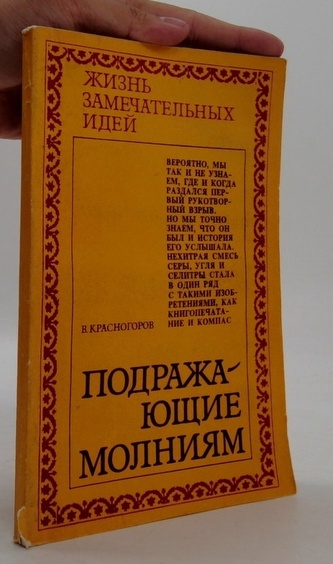 ЖИЗНЬ
ЗАМЕЧАТЕЛЬНЫХ
ИДЕЙ
ВЕРОЯТНО, МЫ
ТАК И НЕ УЗНА-
ЕМ, ГДЕ И КОГДА
РАЗДАЛСЯ ПЕР-
ВЫЙ РУКОТВОР-
НЫЙ ВЗРЫВ.
НО МЫ ТОЧНО
ЗНАЕМ, ЧТО ОН
БЫЛ И ИСТОРИЯ
ЕГО УСЛЫШАЛА.
НЕХИТРАЯ СМЕСЬ
СЕРЫ, УГЛЯ И
СЕЛИТРЫ СТАЛА
В ОДИН РЯД
С ТАКИМИ ИЗОБ-
РЕТЕНИЯМИ, КАК
КНИГОПЕЧАТА-
НИЕ И КОМПАС
В. КРАСНОГОРОВ
ПОДРАЖА-
ЮЩИЕ
МОЛНИЯМ